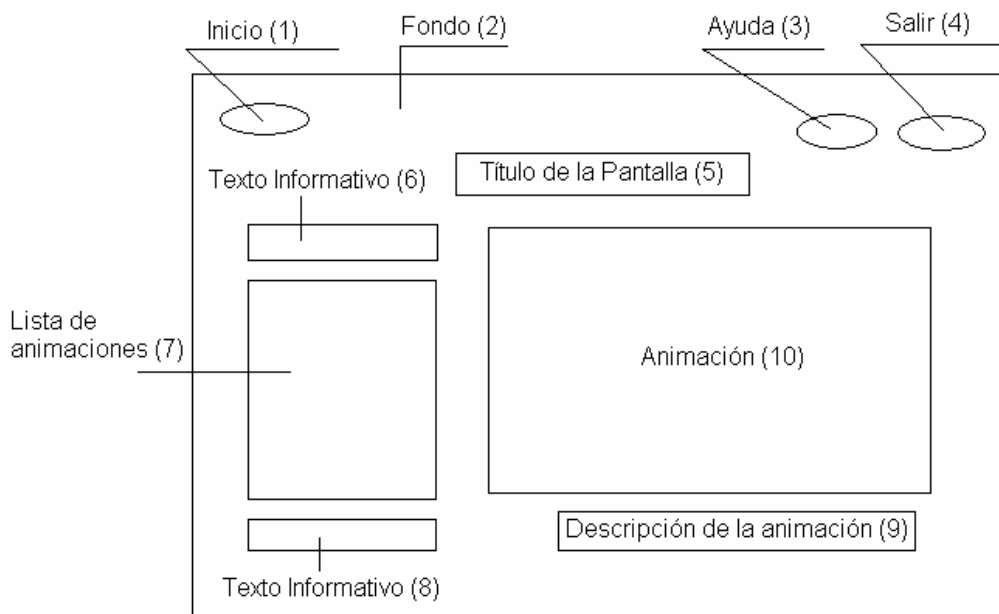 Inicio (1)
Fondo (2)
Ayuda (3)
Salir (4)
Título de la Pantalla (5)
Texto Informativo (6)
Lista de
animaciones (7)
Animación (10)
Descripción de la animación (9)
Texto Informativo (8)